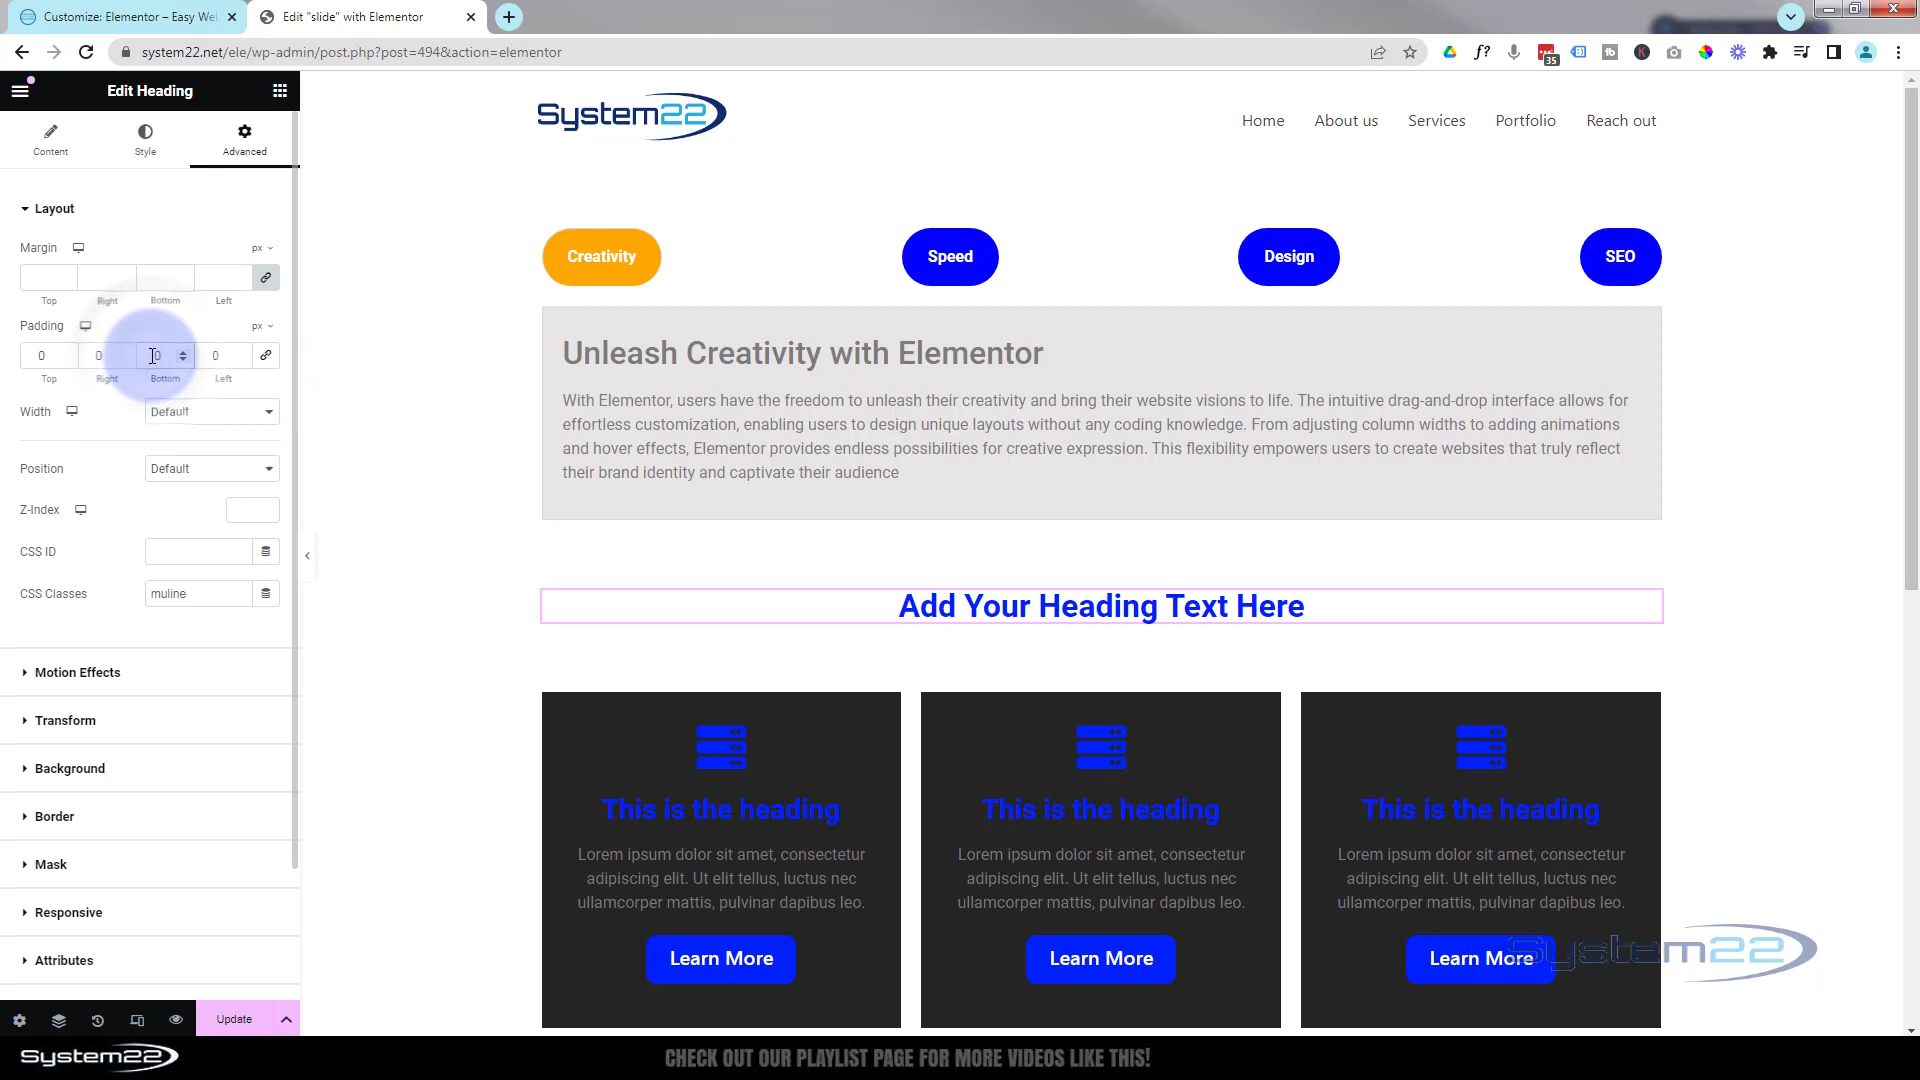 Customize: Elementor – Easy Web
Edit "slide" with Elementor
system22.net/ele/wp-admin/post.php?post=494&action=elementor
35
Edit Heading
Content
Style
Advanced
Layout
Margin
px
Top
Right
Bottom
Left
Padding
px
0
0
0
0
Top
Right
Bottom
Left
Width
Default
Position
Default
Z-Index
CSS ID
CSS Classes
muline
Motion Effects
Transform
Background
Border
Mask
Responsive
Attributes
Update
System22
Home
About us
Services
Portfolio
Reach out
Creativity
Speed
Design
SEO
Unleash Creativity with Elementor
With Elementor, users have the freedom to unleash their creativity and bring their website visions to life. The intuitive drag-and-drop interface allows for
effortless customization, enabling users to design unique layouts without any coding knowledge. From adjusting column widths to adding animations
and hover effects, Elementor provides endless possibilities for creative expression. This flexibility empowers users to create websites that truly reflect
their brand identity and captivate their audience
Add Your Heading Text Here
This is the heading
Lorem ipsum dolor sit amet, consectetur
adipiscing elit. Ut elit tellus, luctus nec
ullamcorper mattis, pulvinar dapibus leo.
Learn More
This is the heading
Lorem ipsum dolor sit amet, consectetur
adipiscing elit. Ut elit tellus, luctus nec
ullamcorper mattis, pulvinar dapibus leo.
Learn More
This is the heading
Lorem ipsum dolor sit amet, consectetur
adipiscing elit. Ut elit tellus, luctus nec
ullamcorper mattis, pulvinar dapibus leo.
Learn More
System22
System22
CHECK OUT OUR PLAYLIST PAGE FOR MORE VIDEOS LIKE THIS!